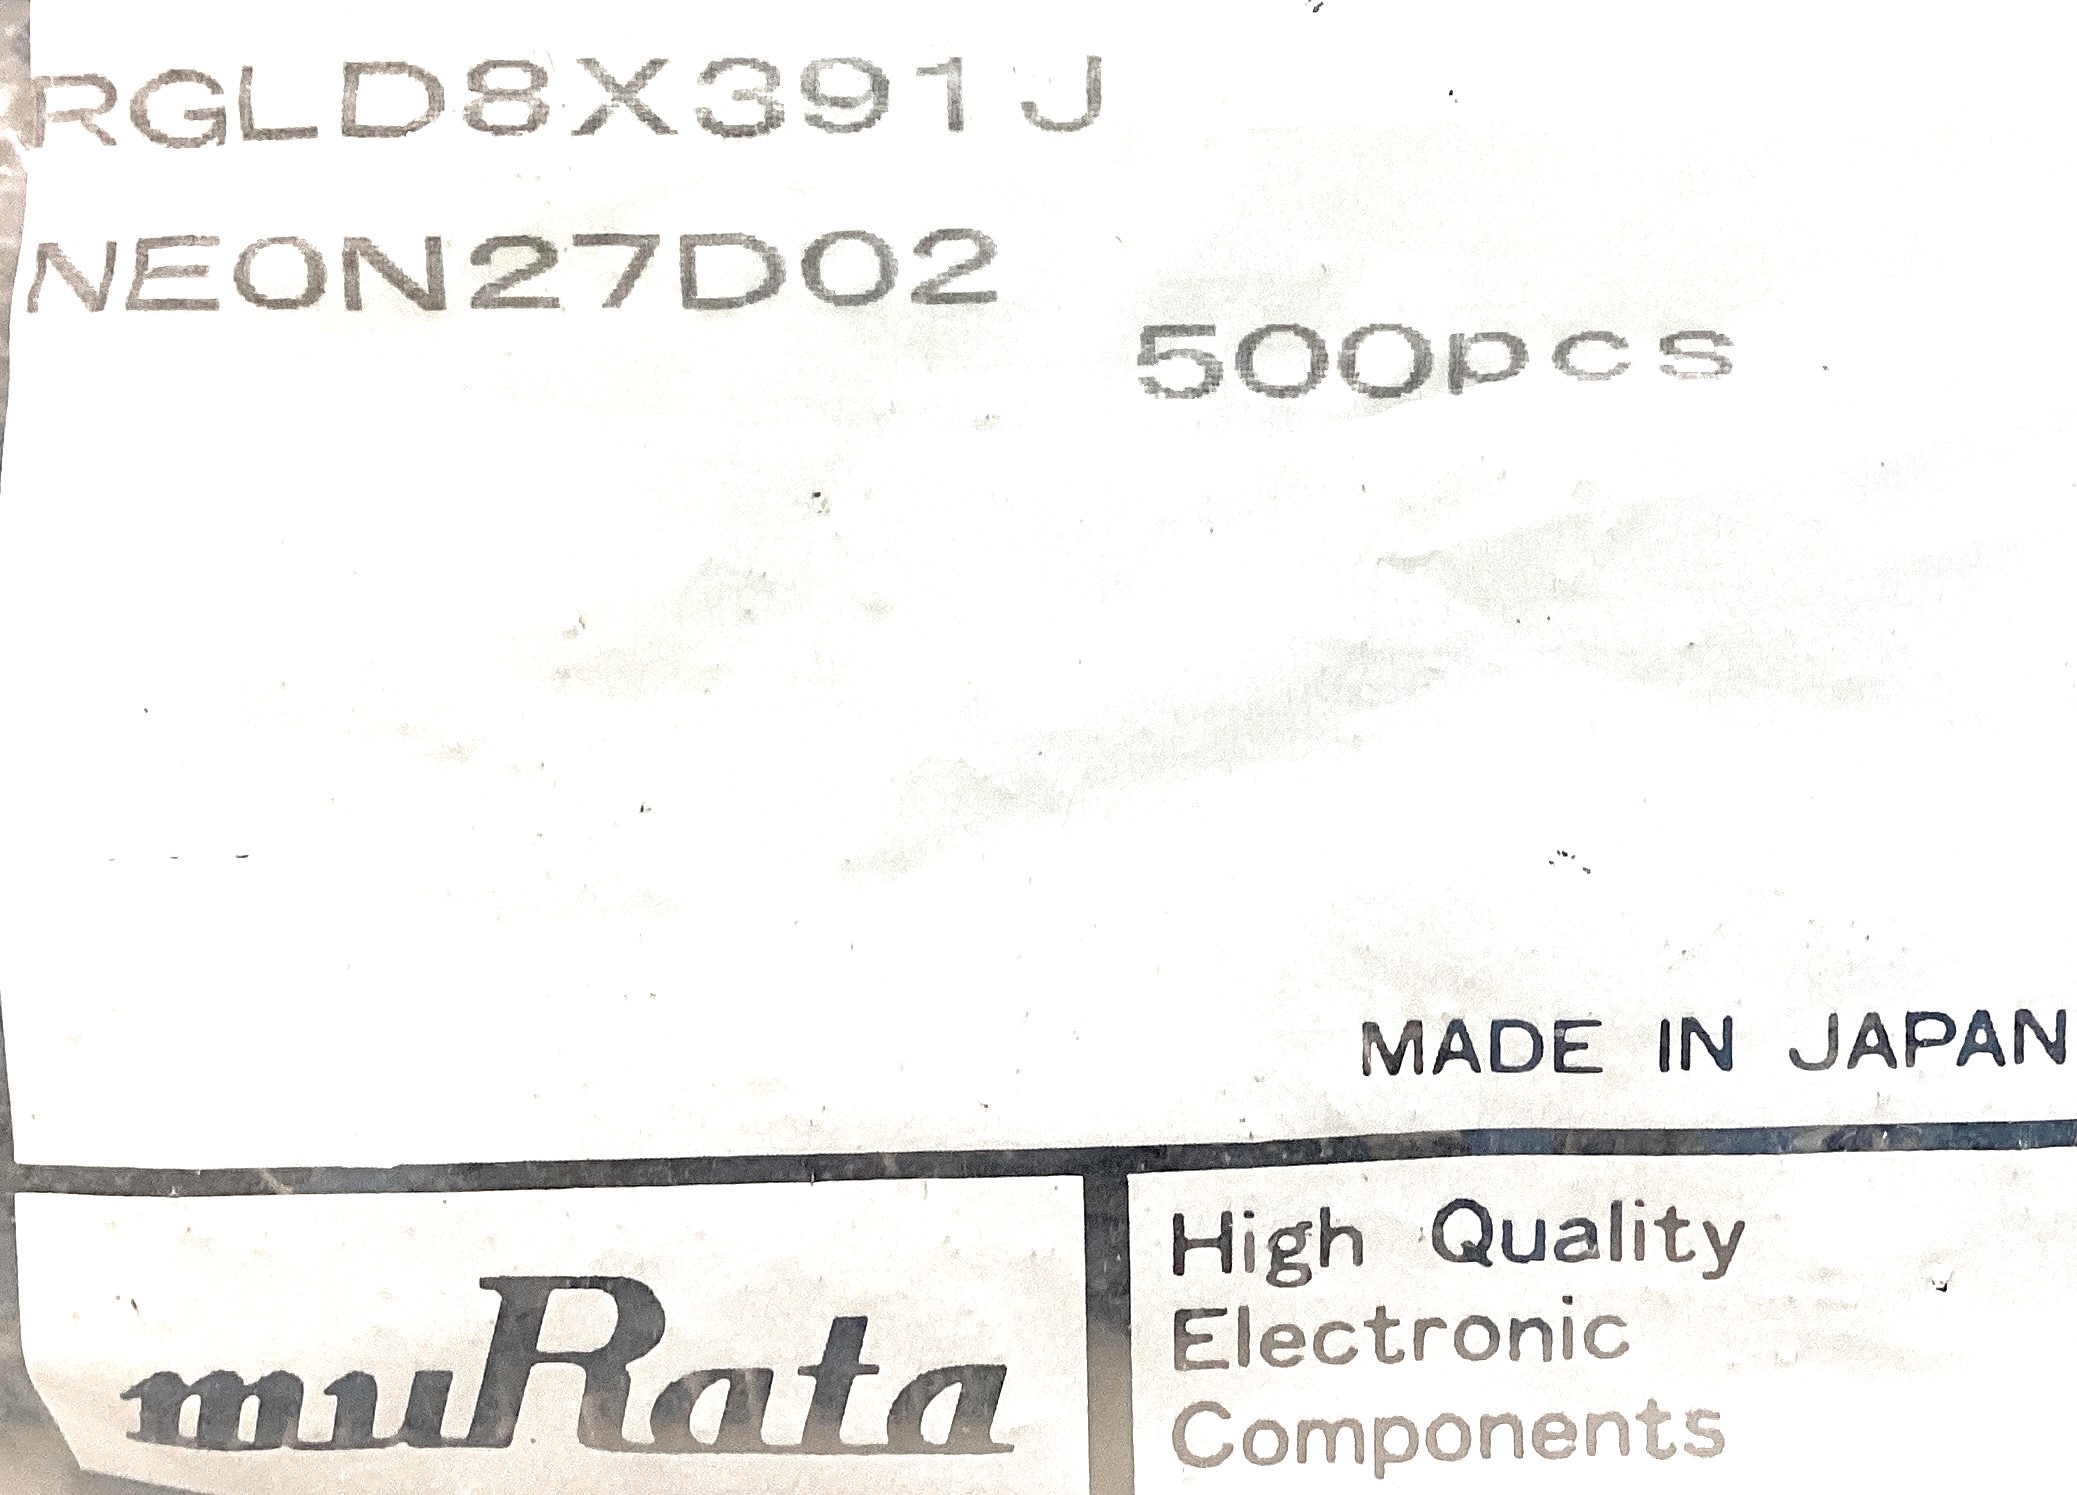 RGLD8X391J
NEON27D02
500pcs
MADE IN JAPAN
muRata
High Quality
Electronic
Components